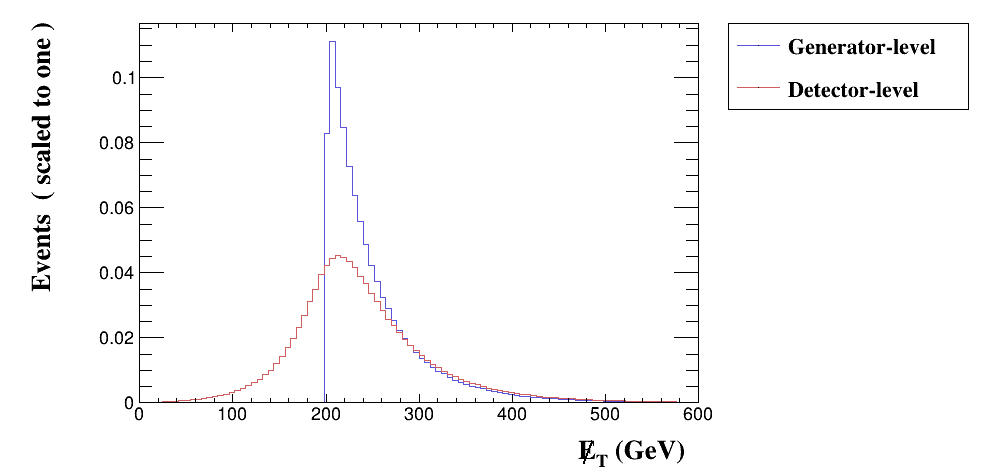 Events ( scaled to one )
0.1
0.08
0.06
0.04
0.02
0
0 100 200 300 400 500 600
E̸T (GeV)
Generator-level
Detector-level